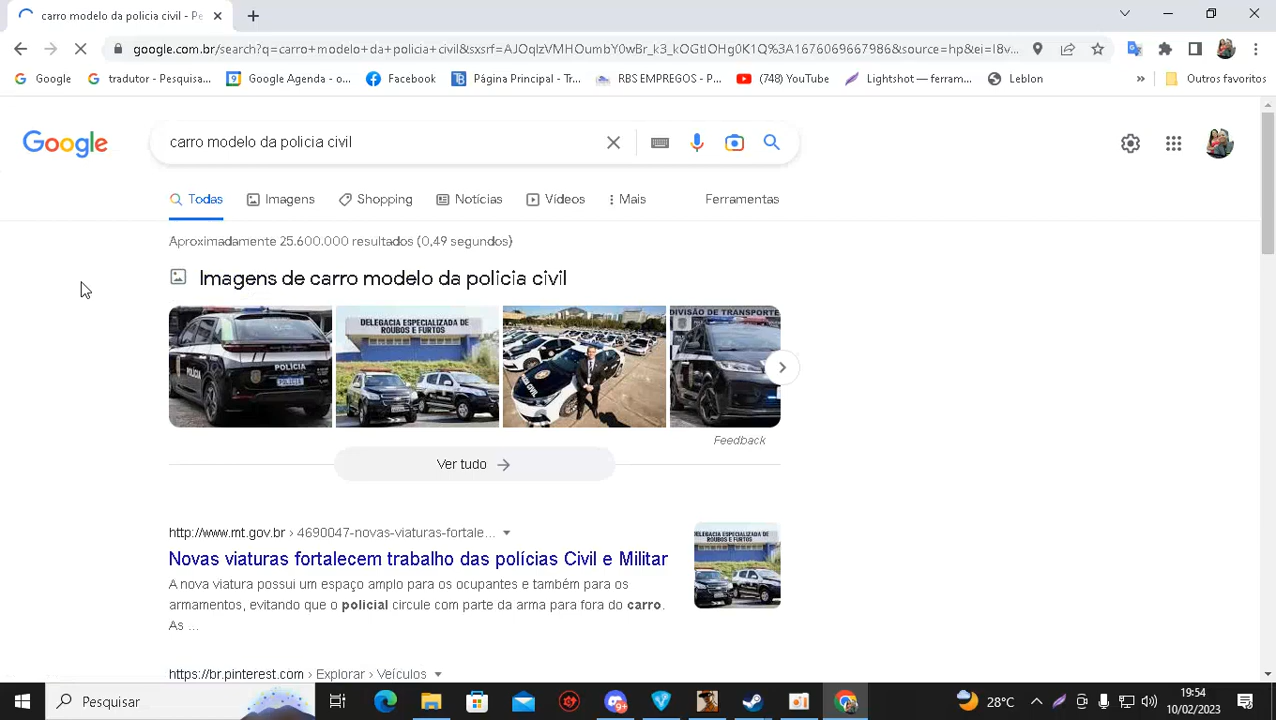 carro modelo da policia civil - Pe
google.com.br/search?q=carro+modelo+da+policia+civil&sxsrf=AJOqlzVMHOumbY0wBr_k3_kOGtIOHg0K1Q%3A1676069667986&source=hp&ei=I8v...
Google
tradutor - Pesquisa...
Google Agenda - o...
Facebook
Página Principal - Tr...
RBS EMPREGOS - P...
(748) YouTube
Lightshot — ferram...
Leblon
»
Outros favoritos
Google
carro modelo da policia civil
Todas
Imagens
Shopping
Notícias
Vídeos
Mais
Ferramentas
Aproximadamente 25.600.000 resultados (0,49 segundos)
Imagens de carro modelo da policia civil
POLÍCIA
POLICIA
DELEGACIA ESPECIALIZADA DE
ROUBOS E FURTOS
DIVISÃO DE TRANSPORTE
Feedback
Ver tudo
http://www.mt.gov.br › 4690047-novas-viaturas-fortale...
Novas viaturas fortalecem trabalho das polícias Civil e Militar
A nova viatura possui um espaço amplo para os ocupantes e também para os
armamentos, evitando que o policial circule com parte da arma para fora do carro.
As ...
DELEGACIA ESPECIALIZADA DE
ROUBOS E FURTOS
https://br.pinterest.com › Explorar › Veículos
Pesquisar
9+
28°C
19:54
10/02/2023